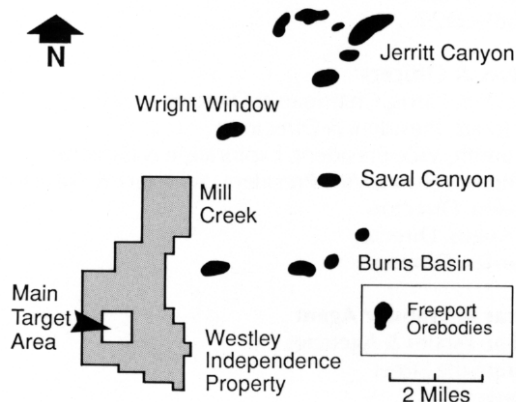 N
Jerritt Canyon
Wright Window
Saval Canyon
Mill
Creek
Burns Basin
Main
Target
Area
Westley
Independence
Property
Freeport
Orebodies
2 Miles